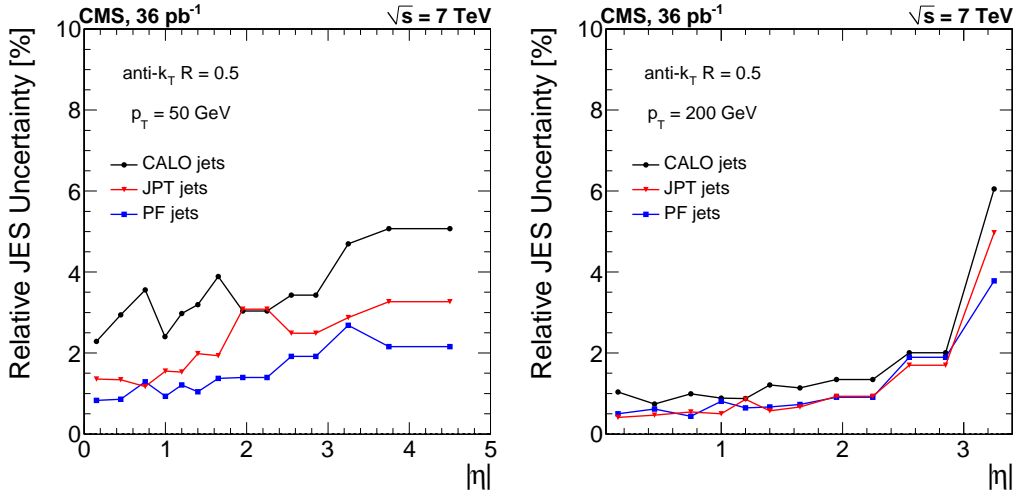 CMS, 36 pb⁻¹ √s = 7 TeV
Relative JES Uncertainty [%]
10
8
6
4
2
0
anti-k_T R = 0.5
p_T = 50 GeV
CALO jets
JPT jets
PF jets
0 1 2 3 4 5
|η|
CMS, 36 pb⁻¹ √s = 7 TeV
Relative JES Uncertainty [%]
10
8
6
4
2
0
anti-k_T R = 0.5
p_T = 200 GeV
CALO jets
JPT jets
PF jets
1 2 3
|η|